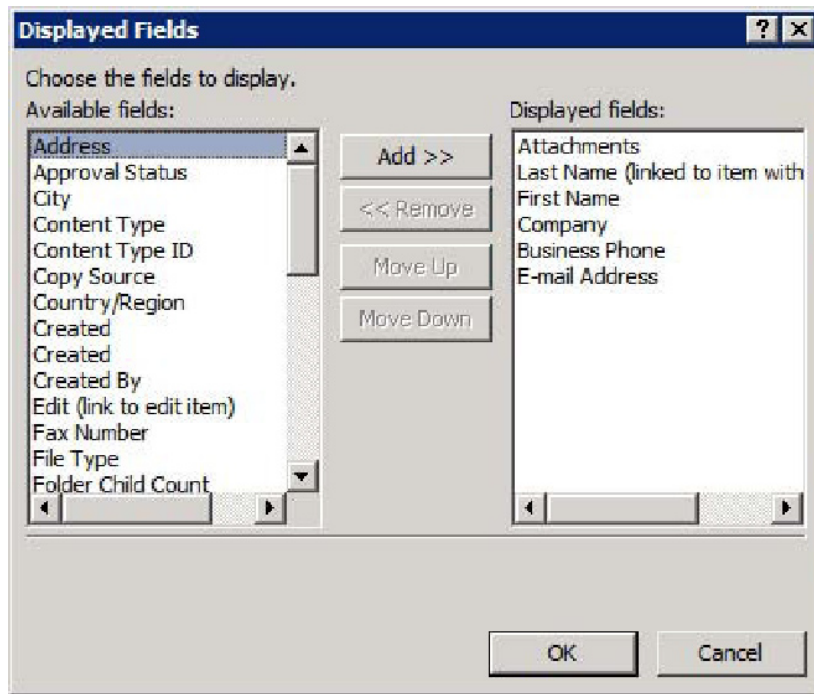 Displayed Fields
Choose the fields to display.
Available fields:
Address
Approval Status
City
Content Type
Content Type ID
Copy Source
Country/Region
Created
Created
Created By
Edit (link to edit item)
Fax Number
File Type
Folder Child Count
Add >>
<< Remove
Move Up
Move Down
Displayed fields:
Attachments
Last Name (linked to item with
First Name
Company
Business Phone
E-mail Address
OK
Cancel